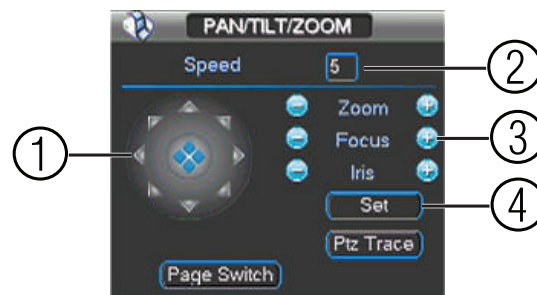 PAN/TILT/ZOOM
Speed 5 2
Zoom
1 Focus 3
Iris
Set 4
Ptz Trace
Page Switch